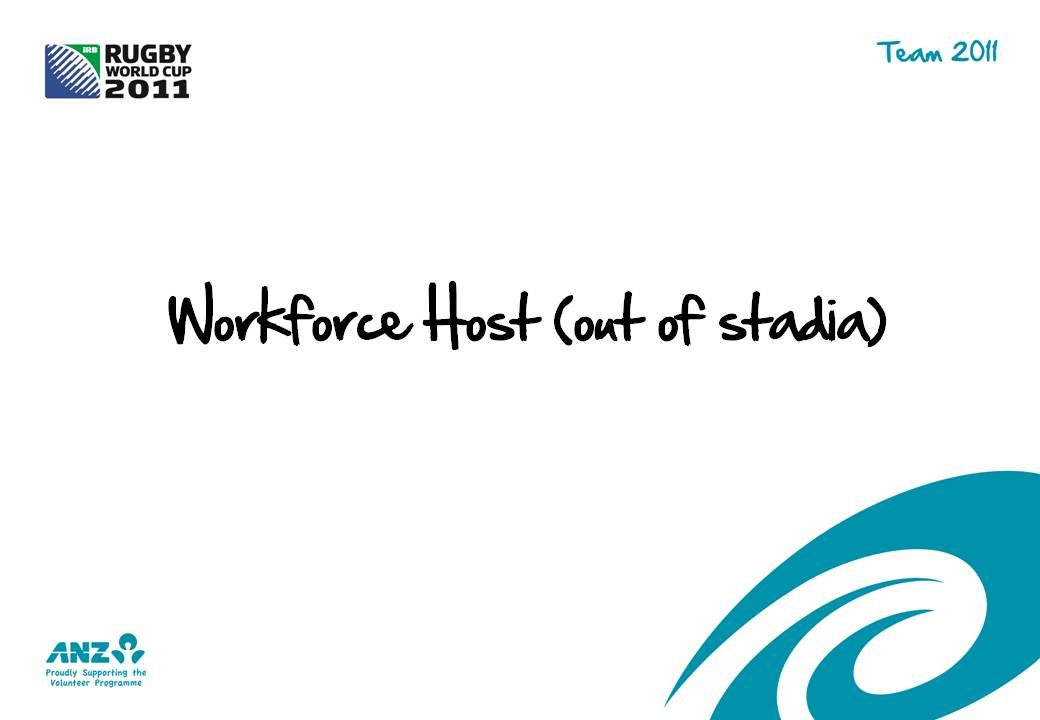 iRB
RUGBY
WORLD CUP
2011
Team 2011
Workforce Host (out of stadia)
ANZ
Proudly Supporting the
Volunteer Programme